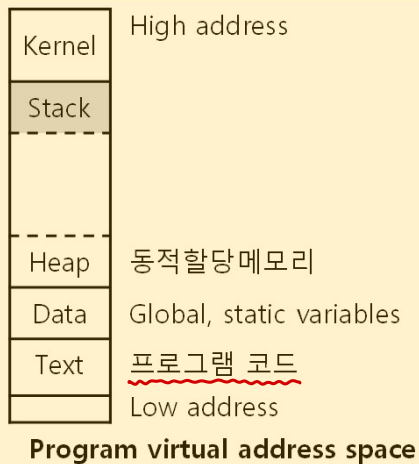 High address
Kernel
Stack
Heap 동적할당메모리
Data Global, static variables
Text 프로그램 코드
Low address
Program virtual address space